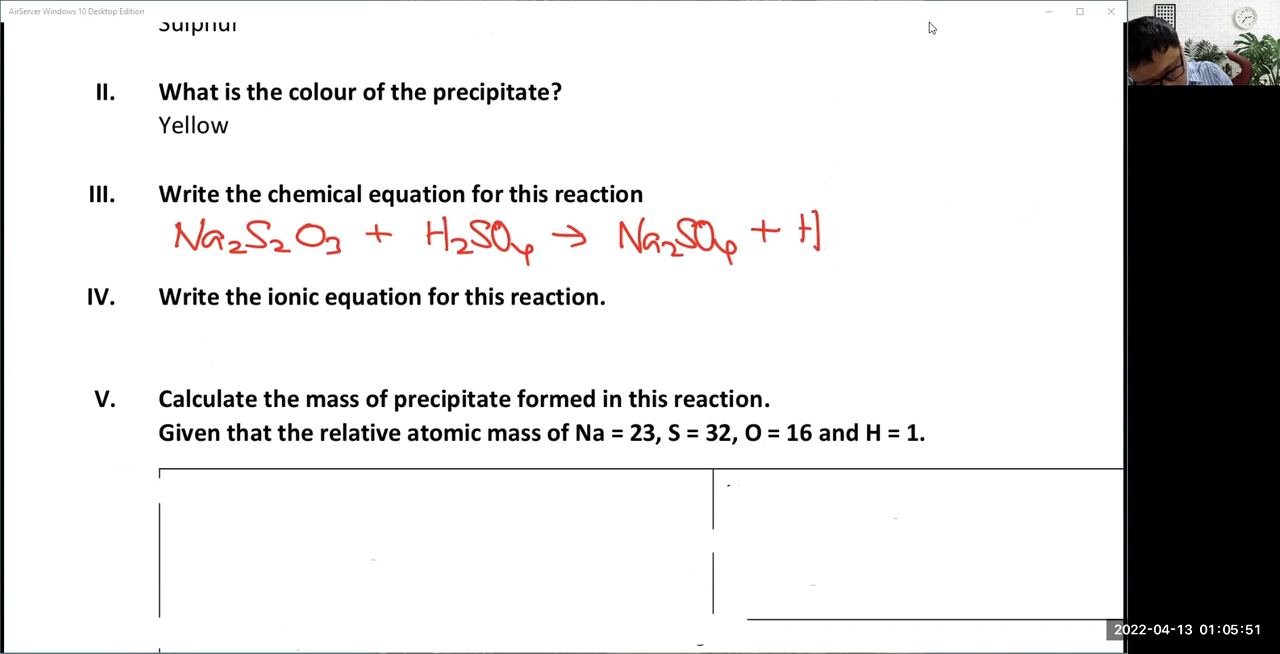 AirServer Windows 10 Desktop Edition
Sulphur
II. What is the colour of the precipitate?
Yellow
III. Write the chemical equation for this reaction
Na₂S₂O₃ + H₂SO₄ → Na₂SO₄ + H
IV. Write the ionic equation for this reaction.
V. Calculate the mass of precipitate formed in this reaction.
Given that the relative atomic mass of Na = 23, S = 32, O = 16 and H = 1.
2022-04-13 01:05:51